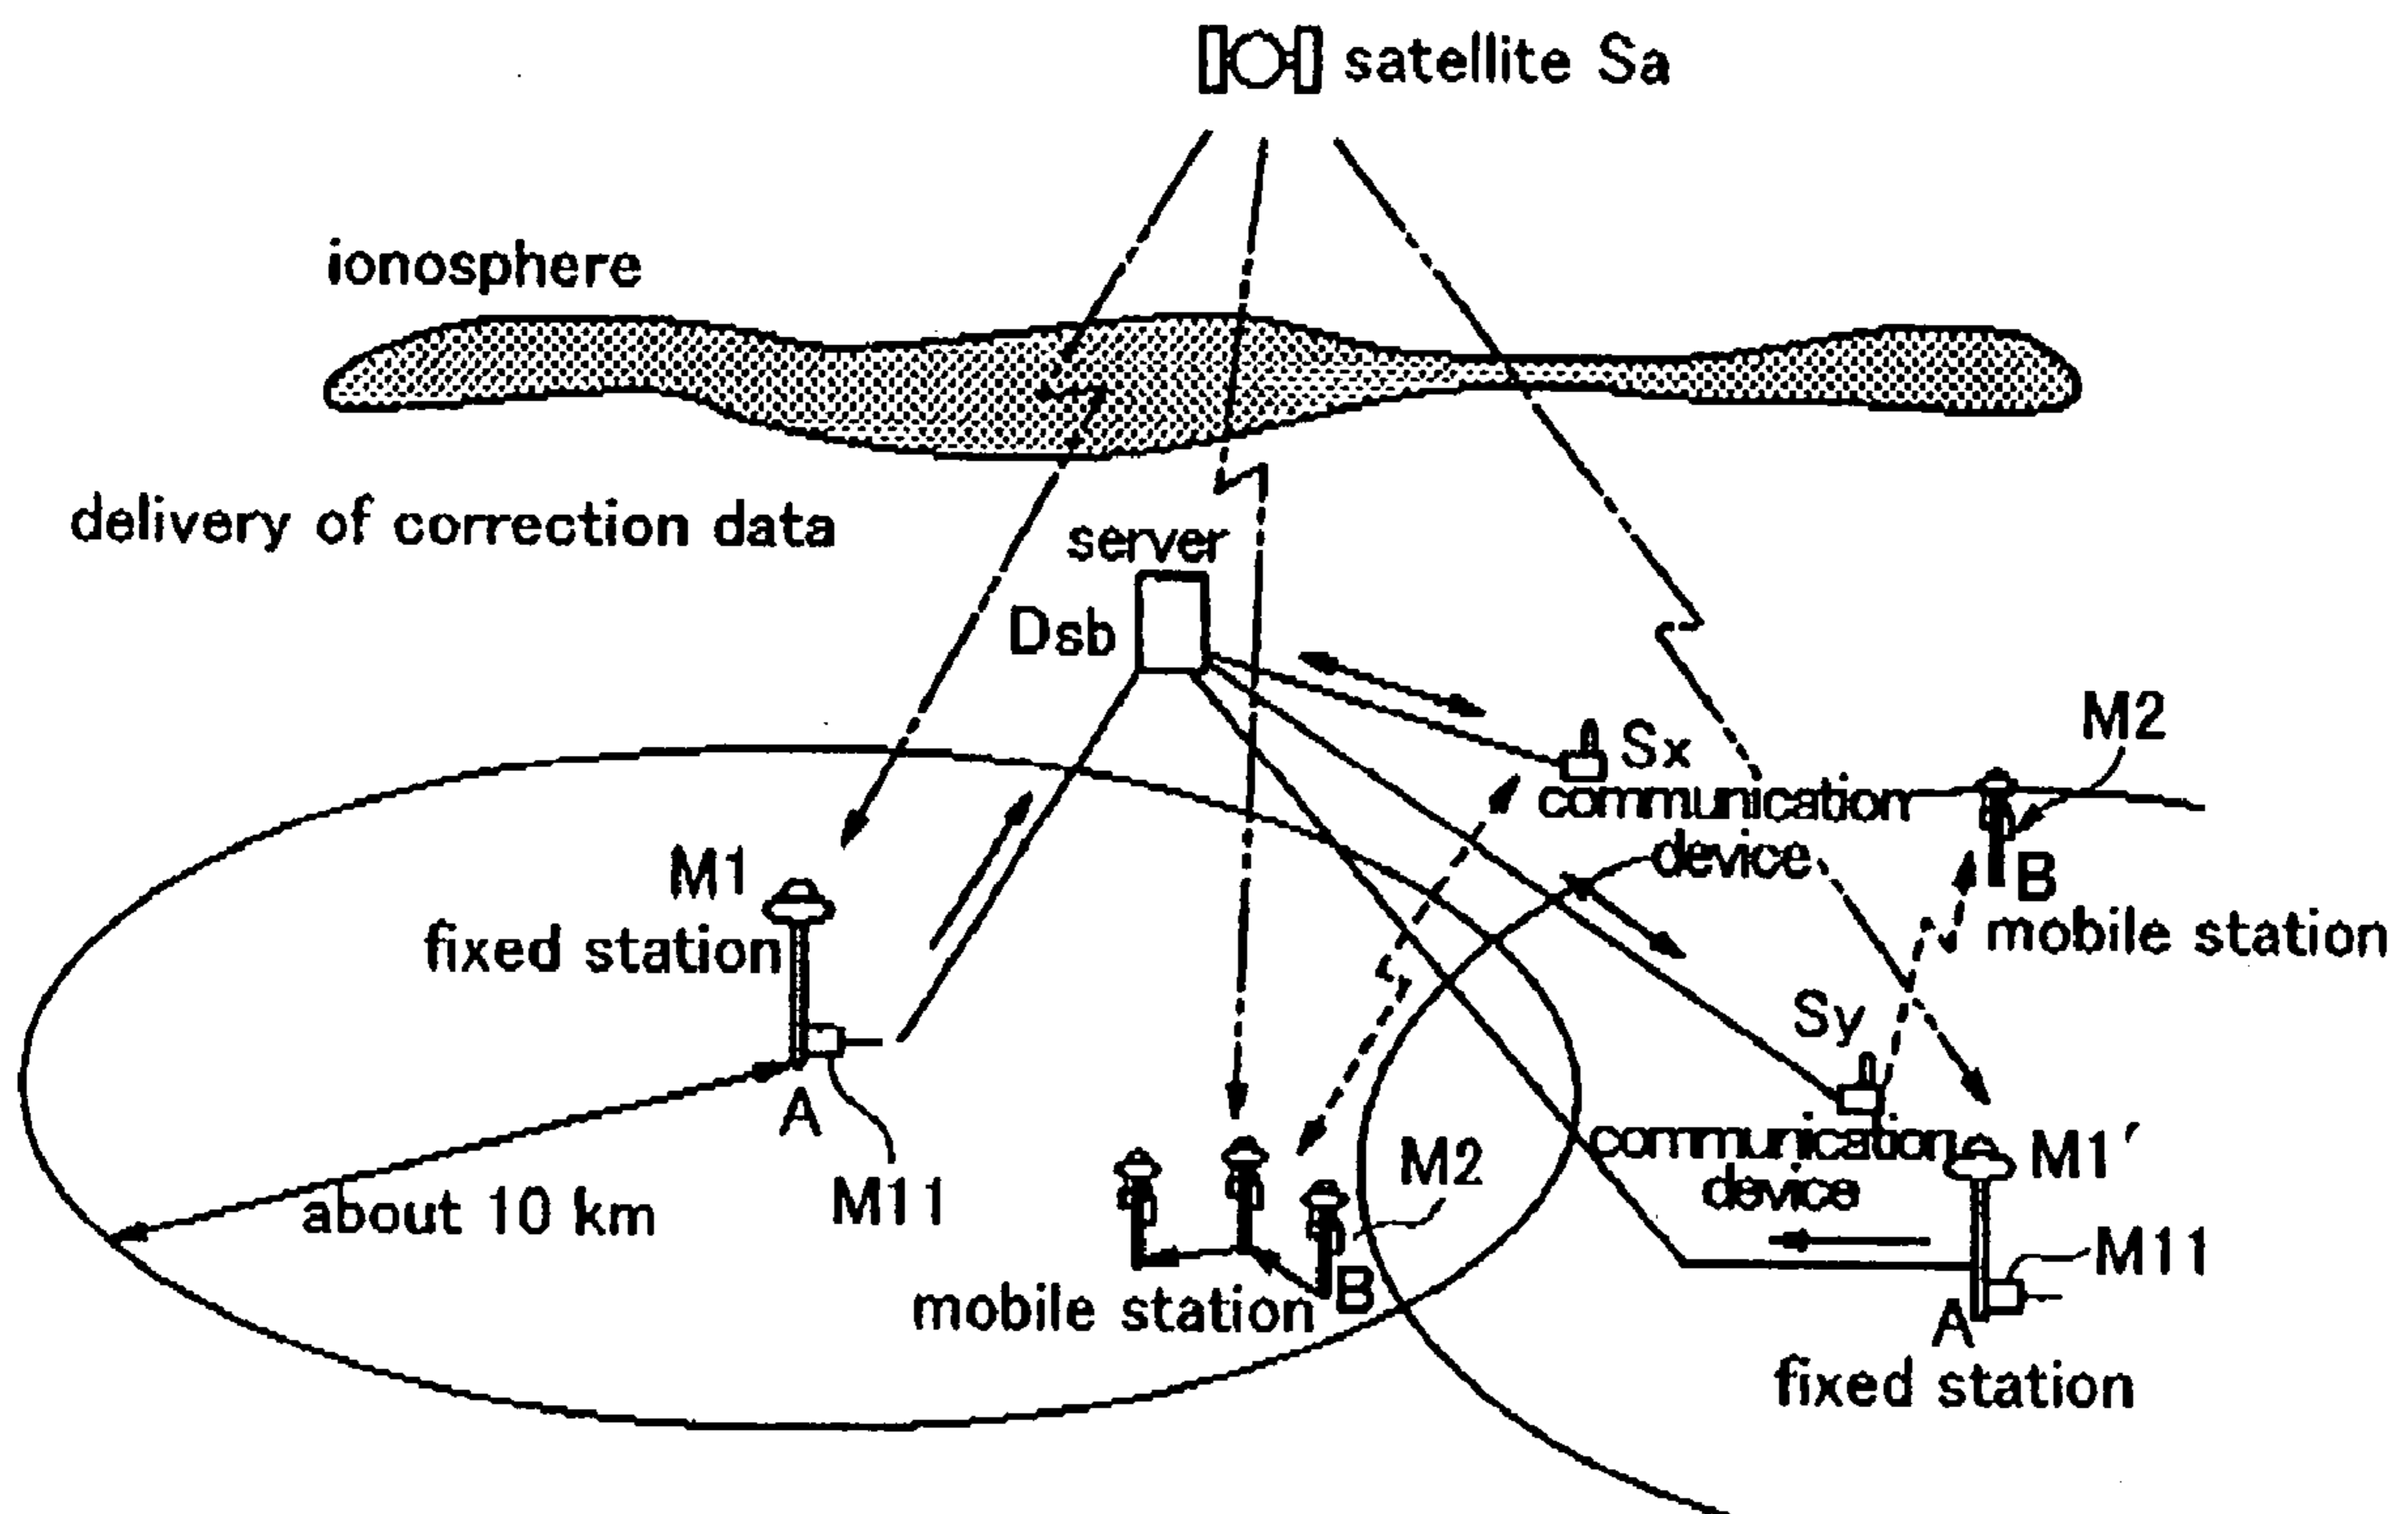 satellite Sa
ionosphere
delivery of correction data
server
Dsb
Sx
communication
device
M2
B
mobile station
M1
fixed station
A
M11
about 10 km
Sy
communication
device
M1′
M11
A
fixed station
M2
B
mobile station